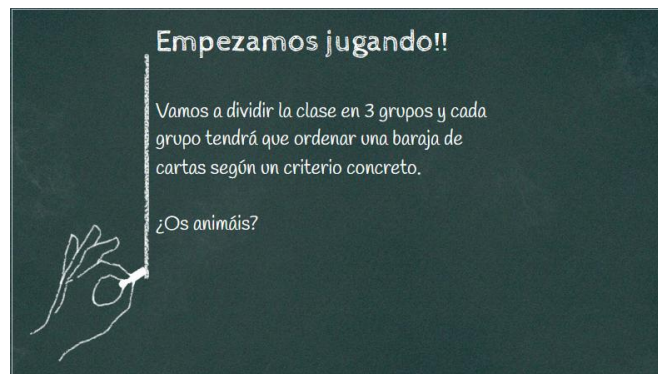 Empezamos jugando!!
Vamos a dividir la clase en 3 grupos y cada
grupo tendrá que ordenar una baraja de
cartas según un criterio concreto.
¿Os animáis?